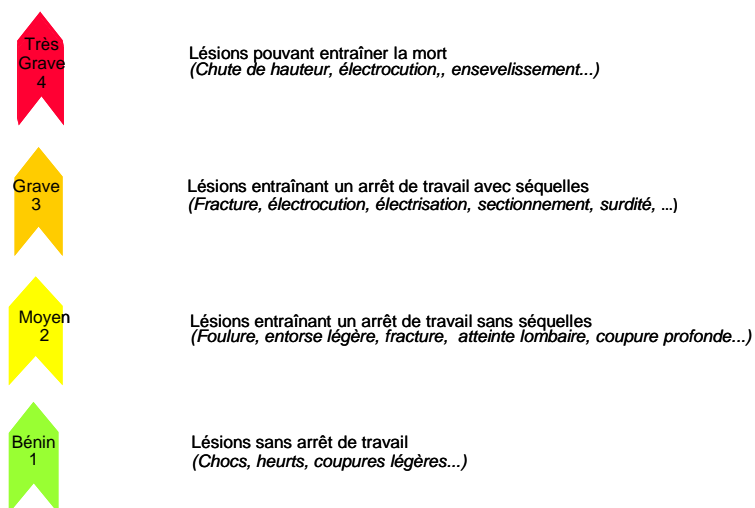 Très
Grave
4
Lésions pouvant entraîner la mort
(Chute de hauteur, électrocution,, ensevelissement...)
Grave
3
Lésions entraînant un arrêt de travail avec séquelles
(Fracture, électrocution, électrisation, sectionnement, surdité, ...)
Moyen
2
Lésions entraînant un arrêt de travail sans séquelles
(Foulure, entorse légère, fracture,  atteinte lombaire, coupure profonde...)
Bénin
1
Lésions sans arrêt de travail
(Chocs, heurts, coupures légères...)